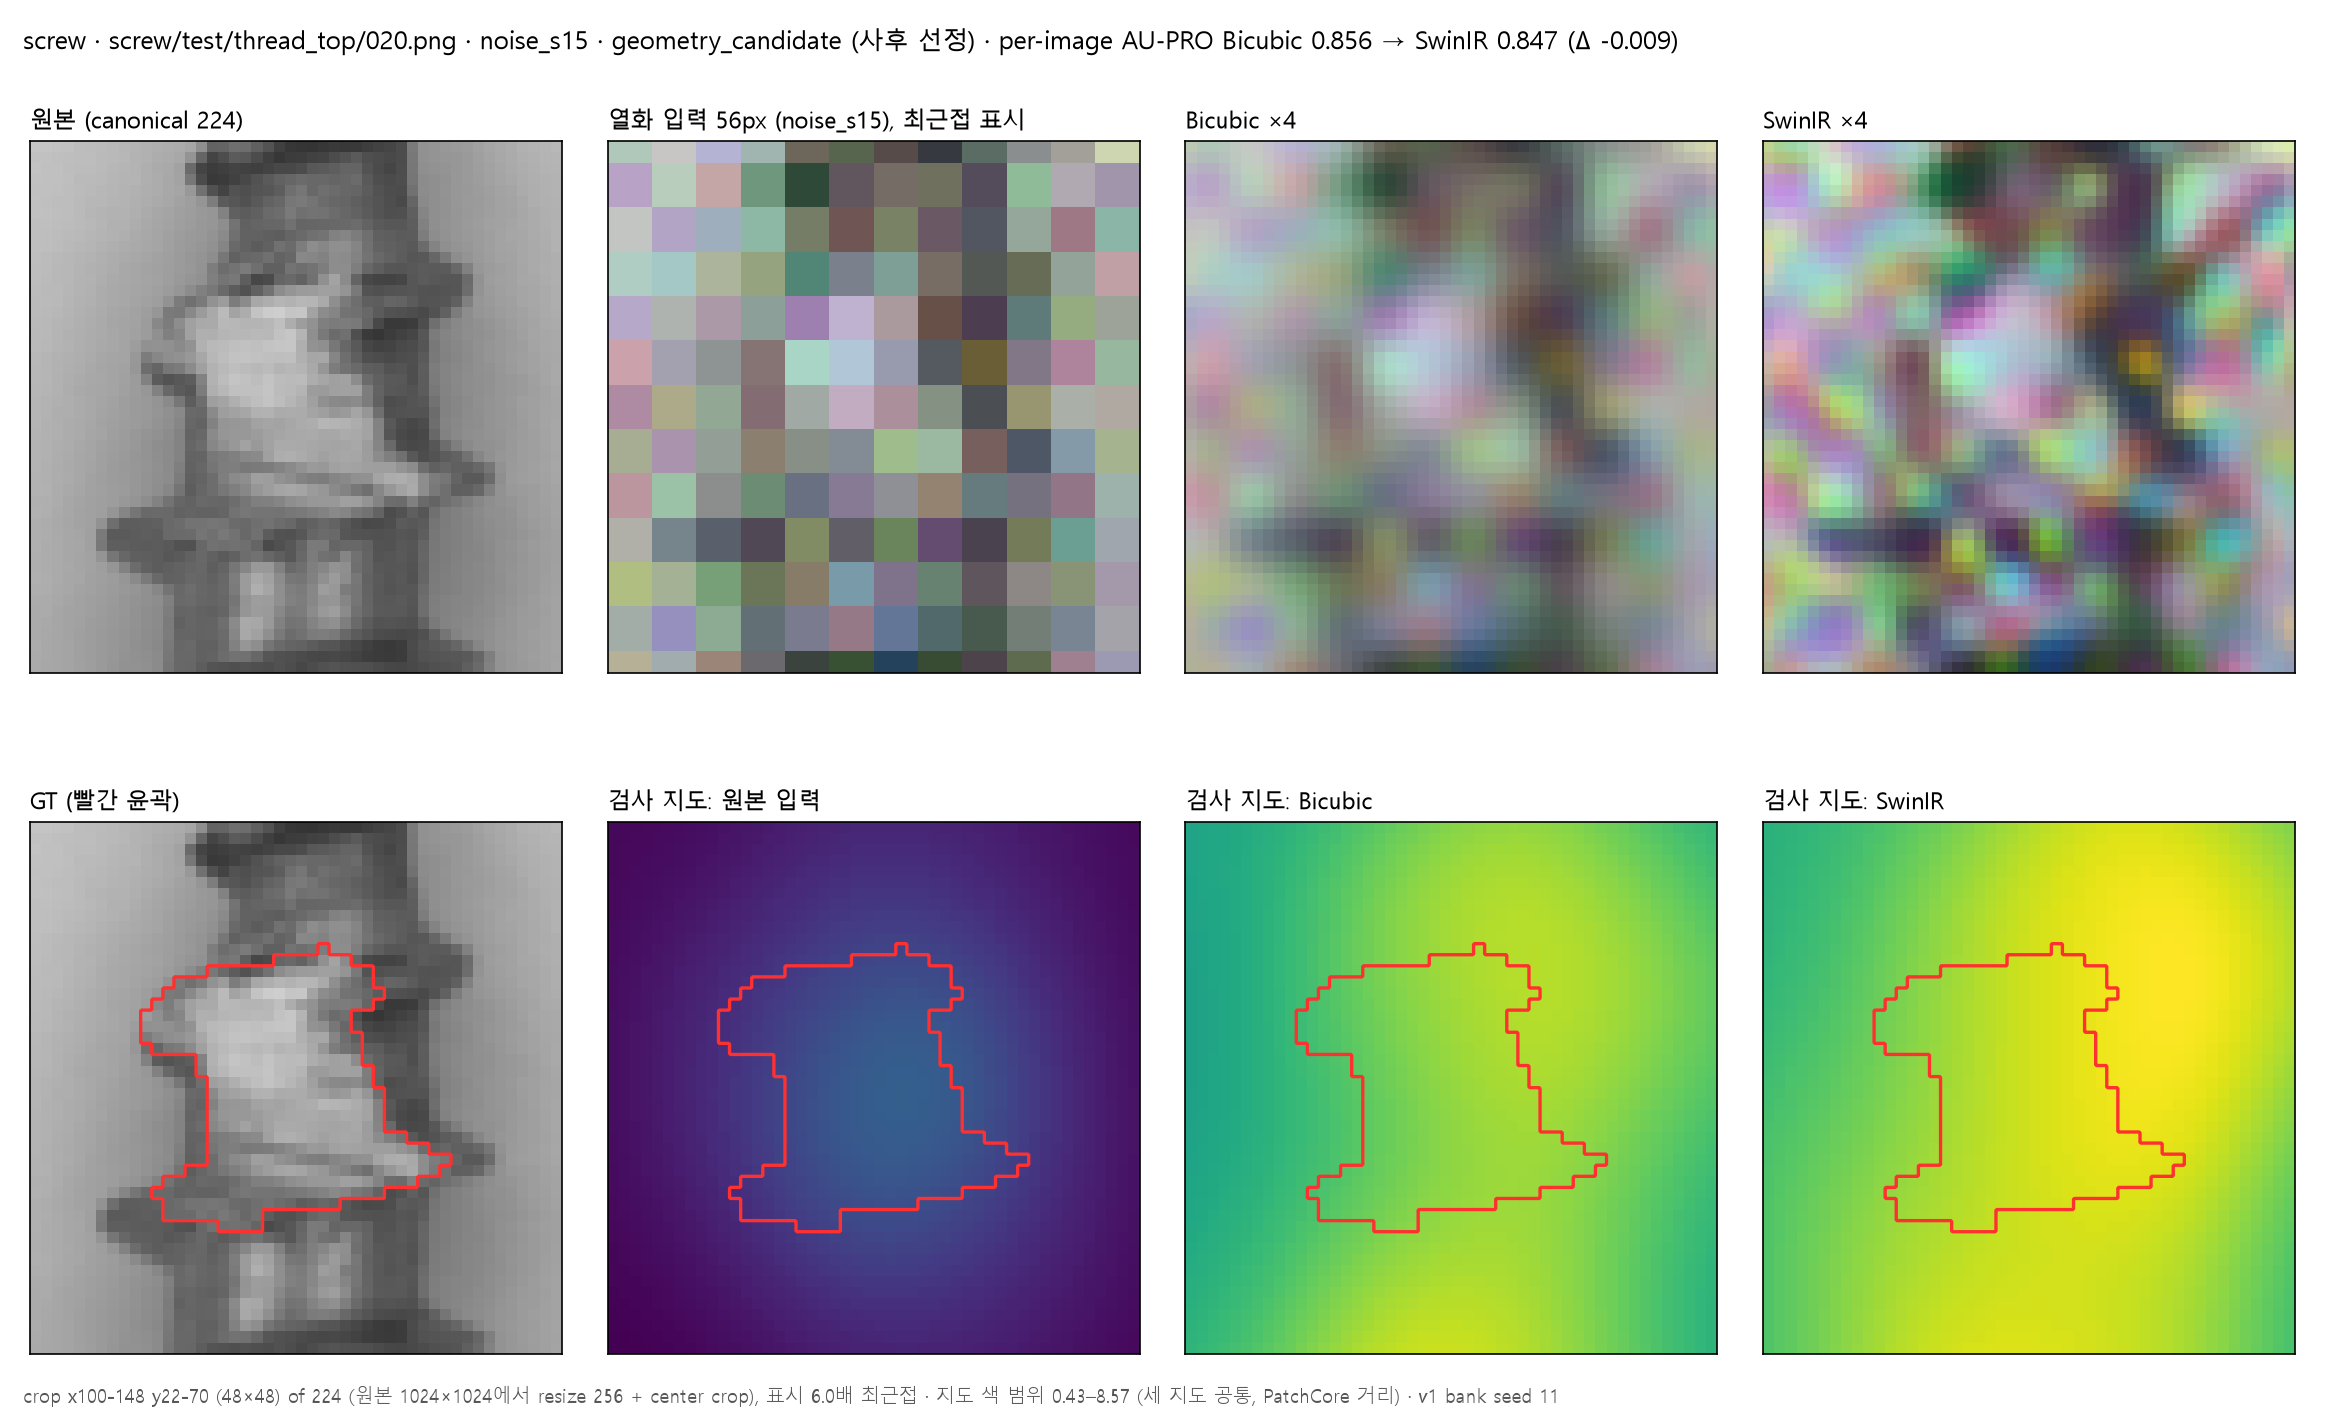 screw · screw/test/thread_top/020.png · noise_s15 · geometry_candidate (사후 선정) · per-image AU-PRO Bicubic 0.856 → SwinIR 0.847 (Δ -0.009)
원본 (canonical 224)
열화 입력 56px (noise_s15), 최근접 표시
Bicubic ×4
SwinIR ×4
GT (빨간 윤곽)
검사 지도: 원본 입력
검사 지도: Bicubic
검사 지도: SwinIR
crop x100-148 y22-70 (48×48) of 224 (원본 1024×1024에서 resize 256 + center crop), 표시 6.0배 최근접 · 지도 색 범위 0.43–8.57 (세 지도 공통, PatchCore 거리) · v1 bank seed 11